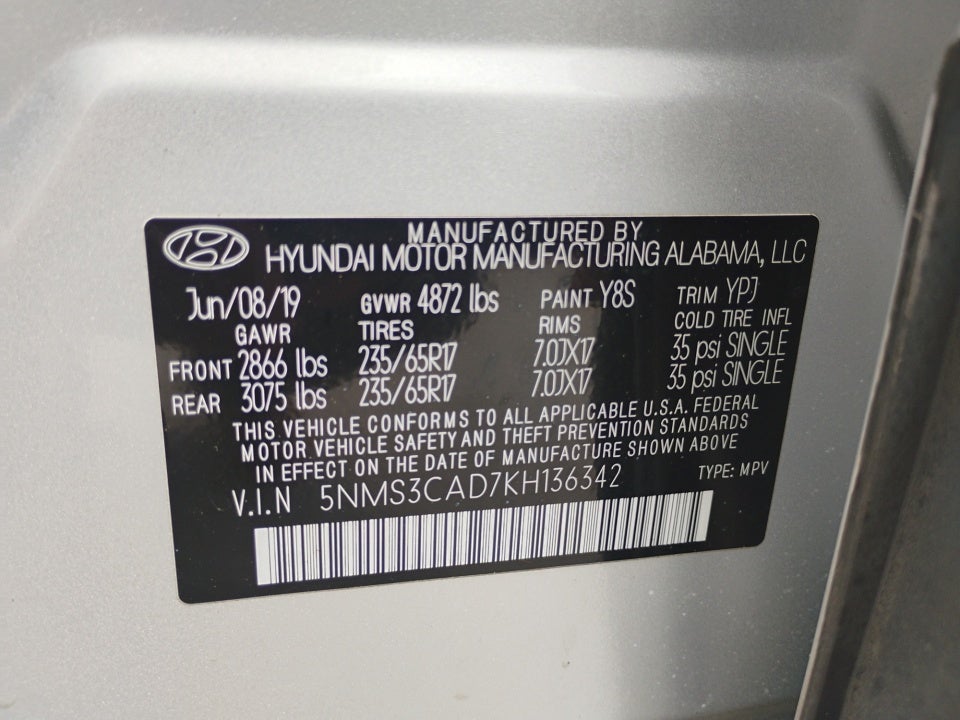 MANUFACTURED BY
HYUNDAI MOTOR MANUFACTURING ALABAMA, LLC
Jun/08/19 GVWR 4872 lbs PAINT Y8S TRIM YPJ
GAWR TIRES RIMS COLD TIRE INFL
FRONT 2866 lbs 235/65R17 7.0JX17 35 psi SINGLE
REAR 3075 lbs 235/65R17 7.0JX17 35 psi SINGLE
THIS VEHICLE CONFORMS TO ALL APPLICABLE U.S.A. FEDERAL
MOTOR VEHICLE SAFETY AND THEFT PREVENTION STANDARDS
IN EFFECT ON THE DATE OF MANUFACTURE SHOWN ABOVE
V.I.N 5NMS3CAD7KH136342 TYPE: MPV